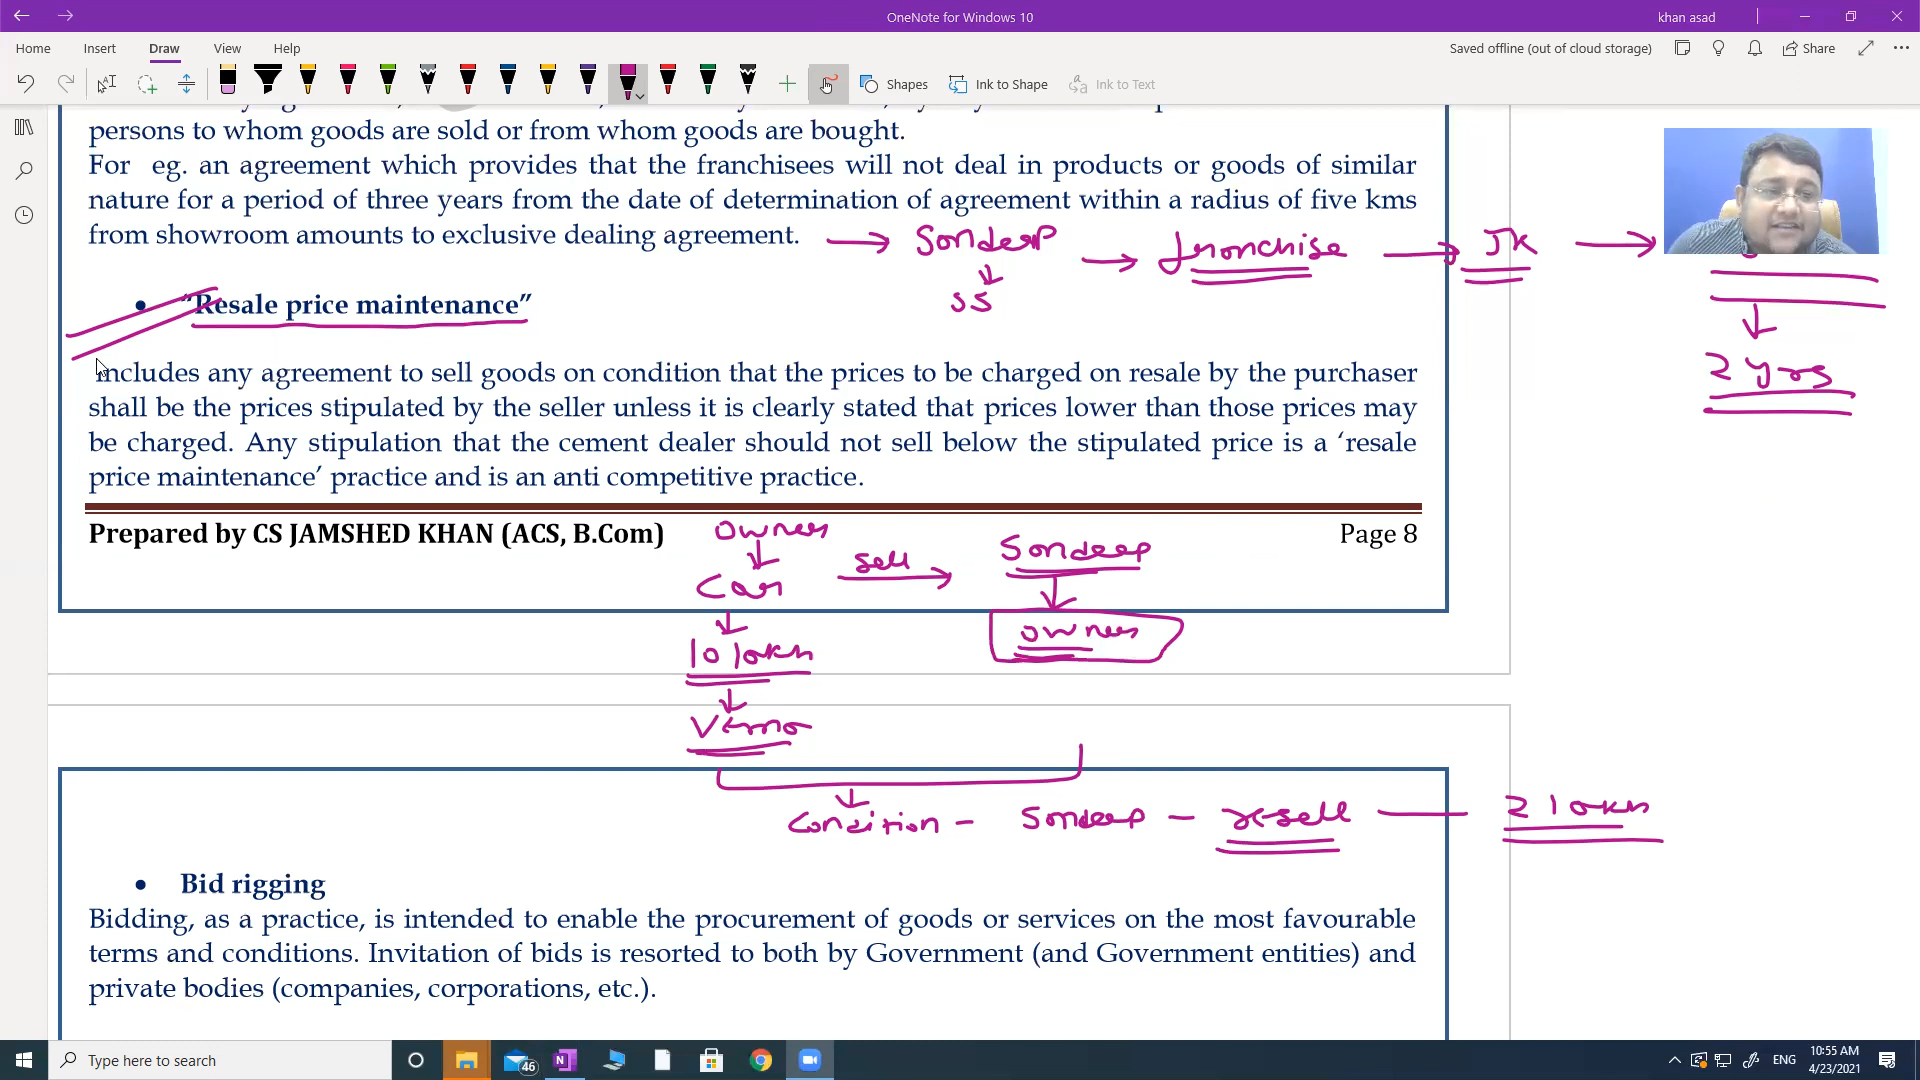 OneNote for Windows 10
khan asad
Home Insert Draw View Help
Saved offline (out of cloud storage)
Share
Shapes
Ink to Shape
Ink to Text
persons to whom goods are sold or from whom goods are bought.
For eg. an agreement which provides that the franchisees will not deal in products or goods of similar
nature for a period of three years from the date of determination of agreement within a radius of five kms
from showroom amounts to exclusive dealing agreement.
Sandeep
franchise
JK
SS
2 yrs
• "Resale price maintenance"
includes any agreement to sell goods on condition that the prices to be charged on resale by the purchaser
shall be the prices stipulated by the seller unless it is clearly stated that prices lower than those prices may
be charged. Any stipulation that the cement dealer should not sell below the stipulated price is a ‘resale
price maintenance’ practice and is an anti competitive practice.
Prepared by CS JAMSHED KHAN (ACS, B.Com)
Page 8
owner
Car
sell
Sandeep
owner
10 lakh
Verna
Condition - Sandeep - resell
2 lakh
• Bid rigging
Bidding, as a practice, is intended to enable the procurement of goods or services on the most favourable
terms and conditions. Invitation of bids is resorted to both by Government (and Government entities) and
private bodies (companies, corporations, etc.).
Type here to search
46
ENG
10:55 AM
4/23/2021